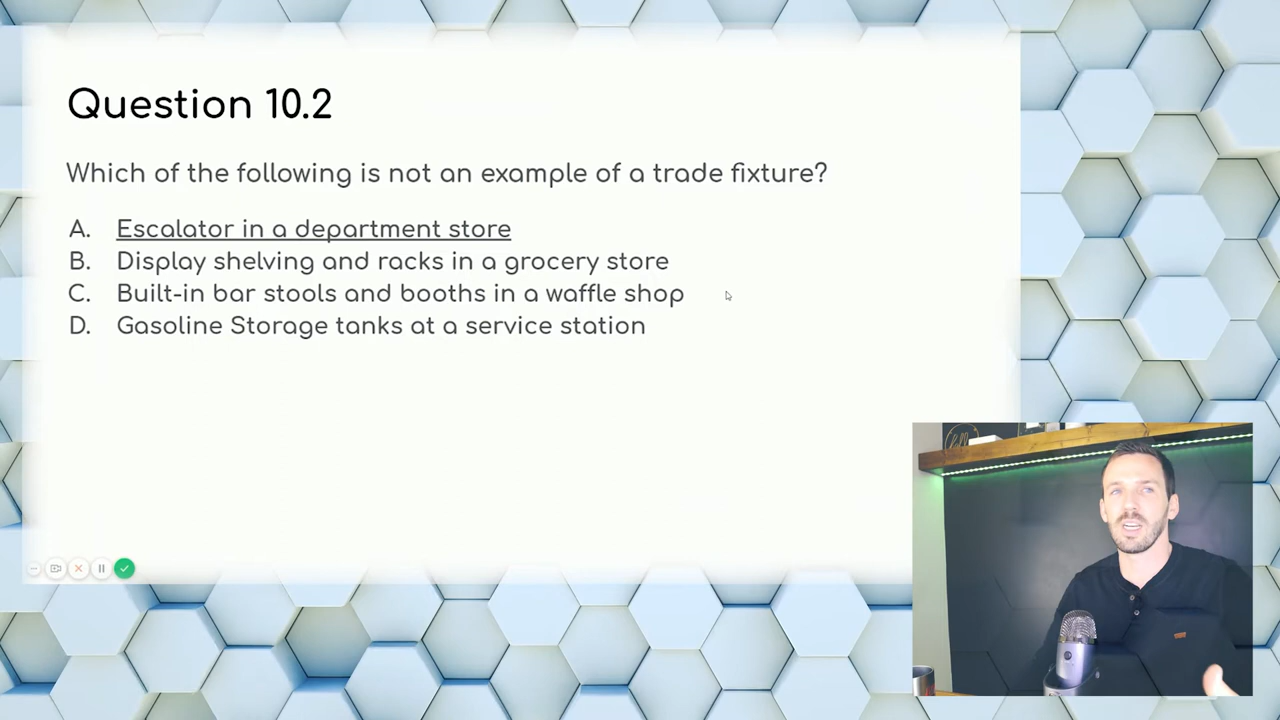 Question 10.2
Which of the following is not an example of a trade fixture?
A. Escalator in a department store
B. Display shelving and racks in a grocery store
C. Built-in bar stools and booths in a waffle shop
D. Gasoline Storage tanks at a service station